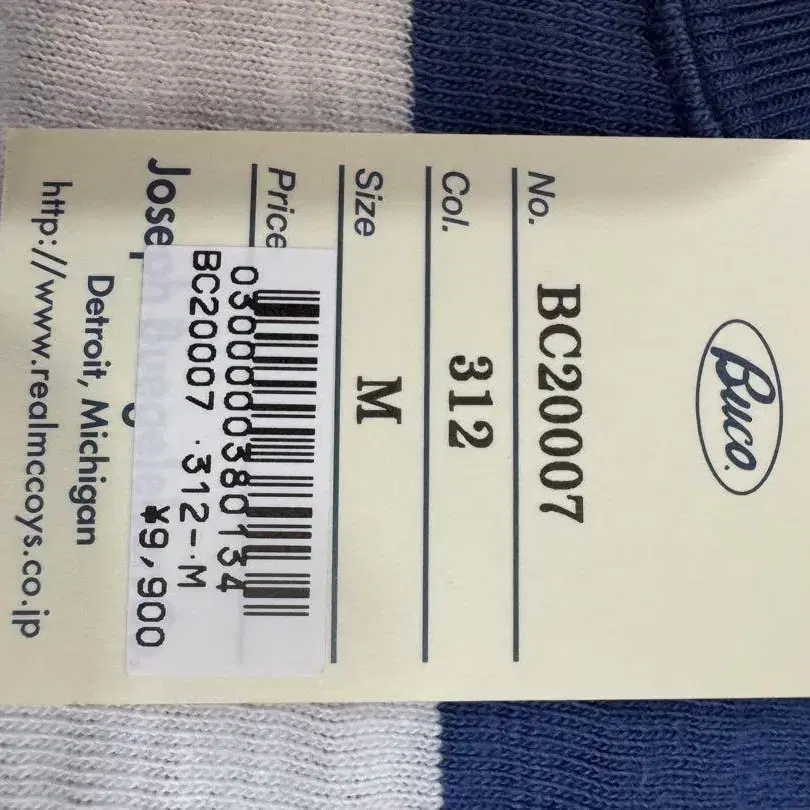 Buco.
No. BC20007
Col. 312
Size M
Price
0300000380134
BC20007 -312-.M
¥9,900
Detroit, Michigan
http://www.realmccoys.co.jp